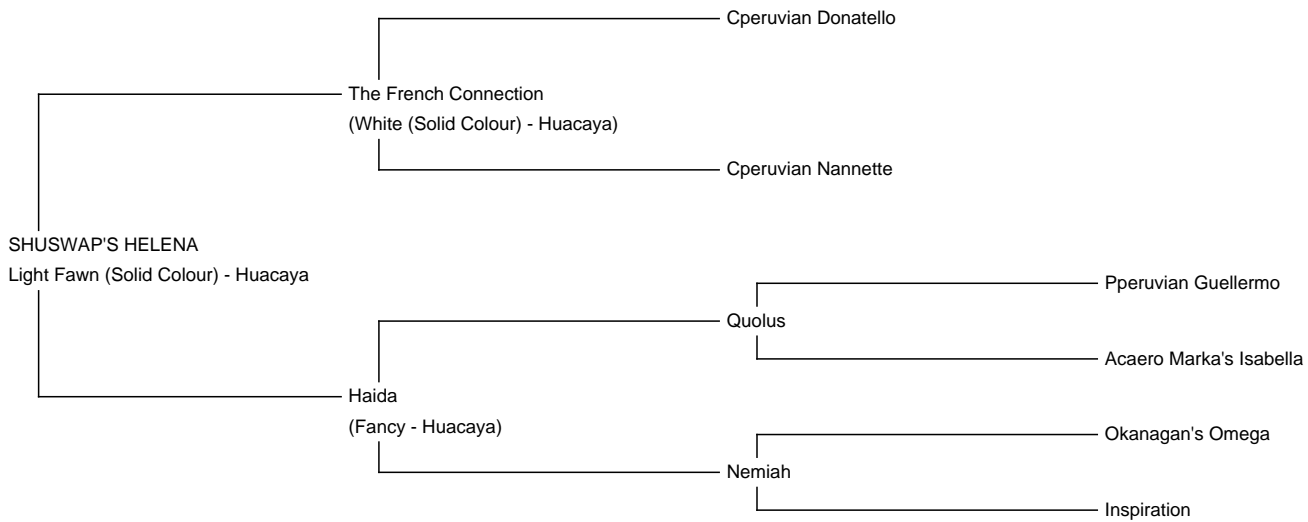 Cperuvian Donatello
The French Connection
(White (Solid Colour) - Huacaya)
Cperuvian Nannette
SHUSWAP'S HELENA
Light Fawn (Solid Colour) - Huacaya
Pperuvian Guellermo
Quolus
Acaero Marka's Isabella
Haida
(Fancy - Huacaya)
Okanagan's Omega
Nemiah
Inspiration